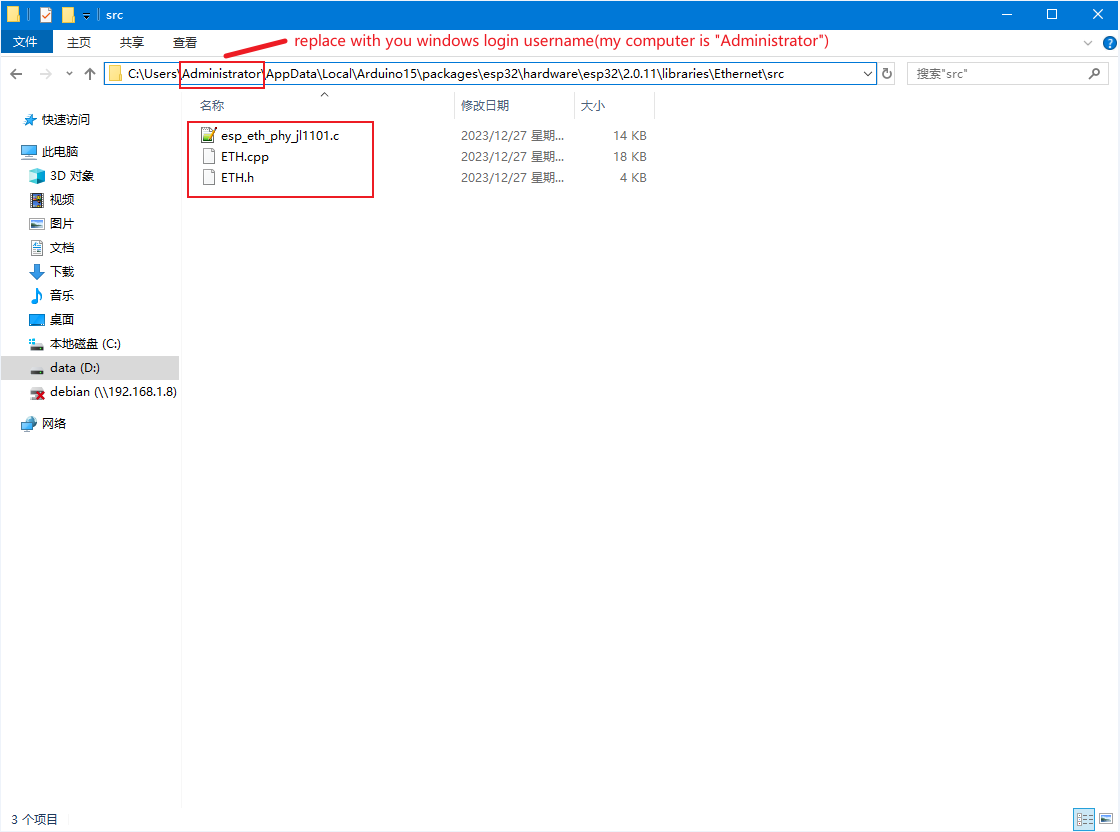 src
文件 主页 共享 查看
replace with you windows login username(my computer is "Administrator")
C:\Users\Administrator\AppData\Local\Arduino15\packages\esp32\hardware\esp32\2.0.11\libraries\Ethernet\src
搜索"src"
名称 修改日期 大小
esp_eth_phy_jl1101.c 2023/12/27 星期... 14 KB
ETH.cpp 2023/12/27 星期... 18 KB
ETH.h 2023/12/27 星期... 4 KB
快速访问
此电脑
3D 对象
视频
图片
文档
下载
音乐
桌面
本地磁盘 (C:)
data (D:)
debian (\\192.168.1.8)
网络
3 个项目